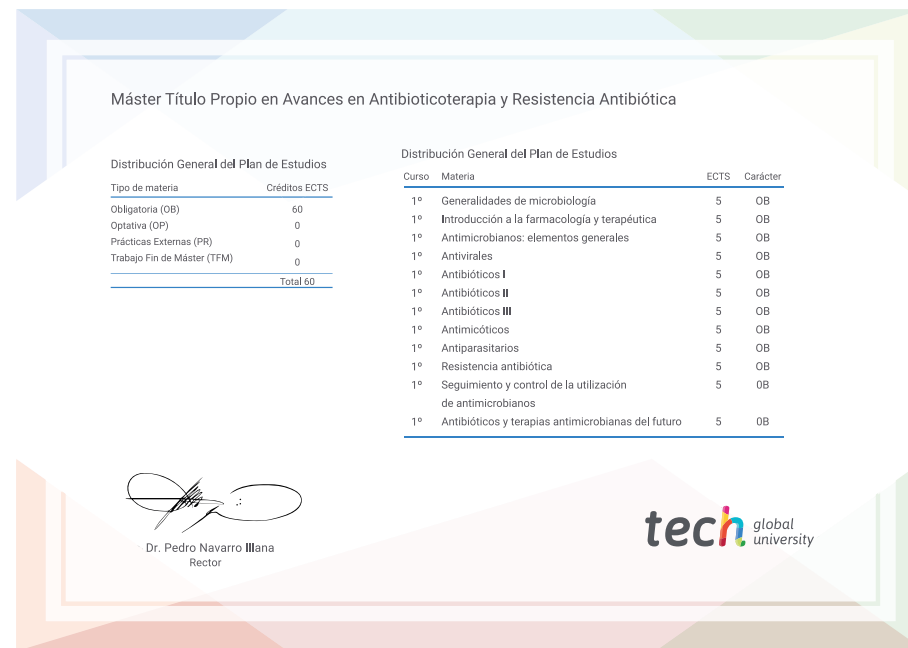 Máster Título Propio en Avances en Antibioticoterapia y Resistencia Antibiótica
Distribución General del Plan de Estudios
Tipo de materia Créditos ECTS
Obligatoria (OB) 60
Optativa (OP) 0
Prácticas Externas (PR) 0
Trabajo Fin de Máster (TFM) 0
Total 60
Distribución General del Plan de Estudios
Curso Materia ECTS Carácter
1º Generalidades de microbiología 5 OB
1º Introducción a la farmacología y terapéutica 5 OB
1º Antimicrobianos: elementos generales 5 OB
1º Antivirales 5 OB
1º Antibióticos I 5 OB
1º Antibióticos II 5 OB
1º Antibióticos III 5 OB
1º Antimicóticos 5 OB
1º Antiparasitarios 5 OB
1º Resistencia antibiótica 5 OB
1º Seguimiento y control de la utilización 5 0B
de antimicrobianos
1º Antibióticos y terapias antimicrobianas del futuro 5 0B
Dr. Pedro Navarro Illana
Rector
tech global
university